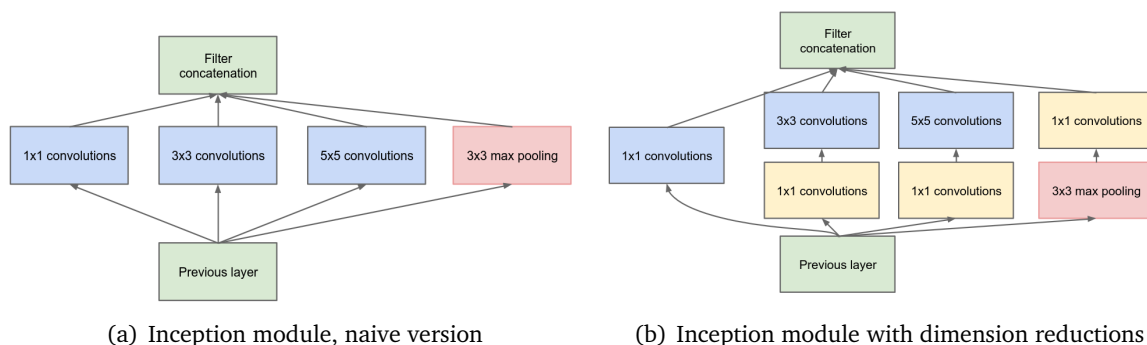 Filter
concatenation
1x1 convolutions
3x3 convolutions
5x5 convolutions
3x3 max pooling
Previous layer
(a) Inception module, naive version
Filter
concatenation
3x3 convolutions
5x5 convolutions
1x1 convolutions
1x1 convolutions
1x1 convolutions
1x1 convolutions
3x3 max pooling
Previous layer
(b) Inception module with dimension reductions